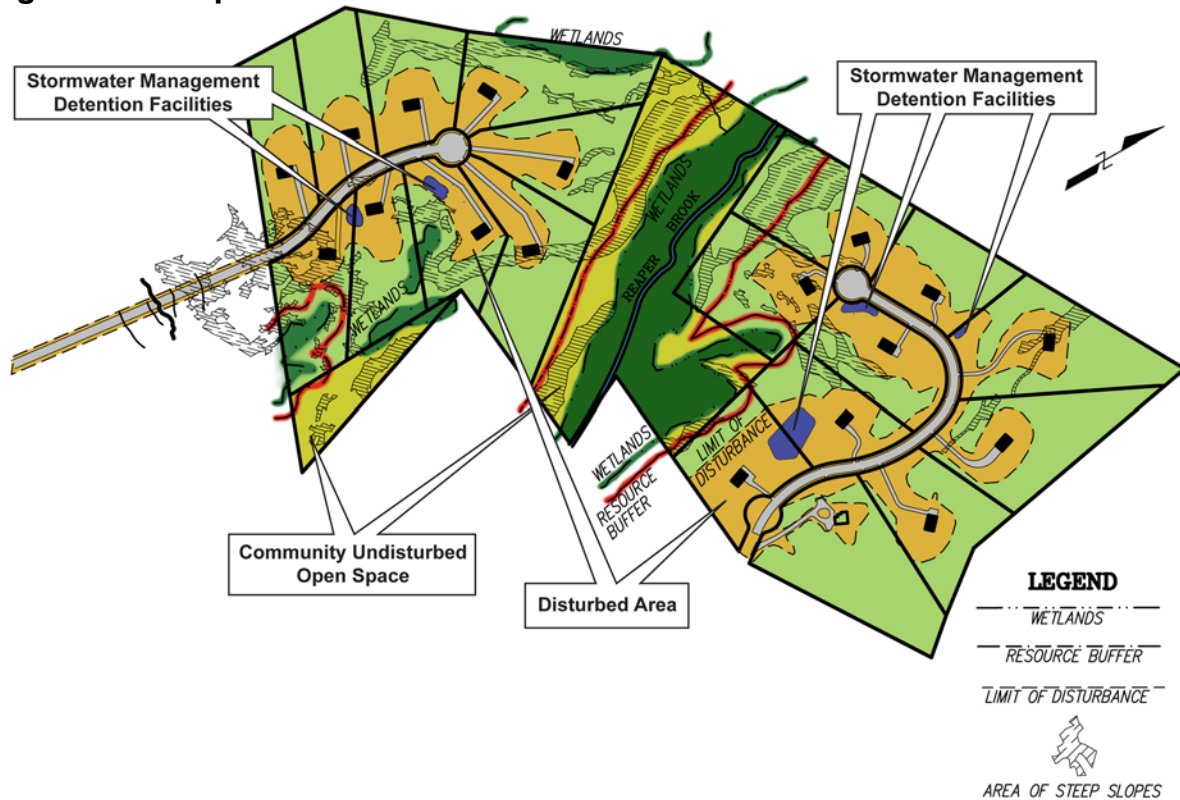 WETLANDS
Stormwater Management
Detention Facilities
Stormwater Management
Detention Facilities
WETLANDS
REAPER BROOK
WETLANDS
LIMIT OF
DISTURBANCE
WETLANDS
RESOURCE
BUFFER
Community Undisturbed
Open Space
Disturbed Area
LEGEND
WETLANDS
RESOURCE BUFFER
LIMIT OF DISTURBANCE
AREA OF STEEP SLOPES